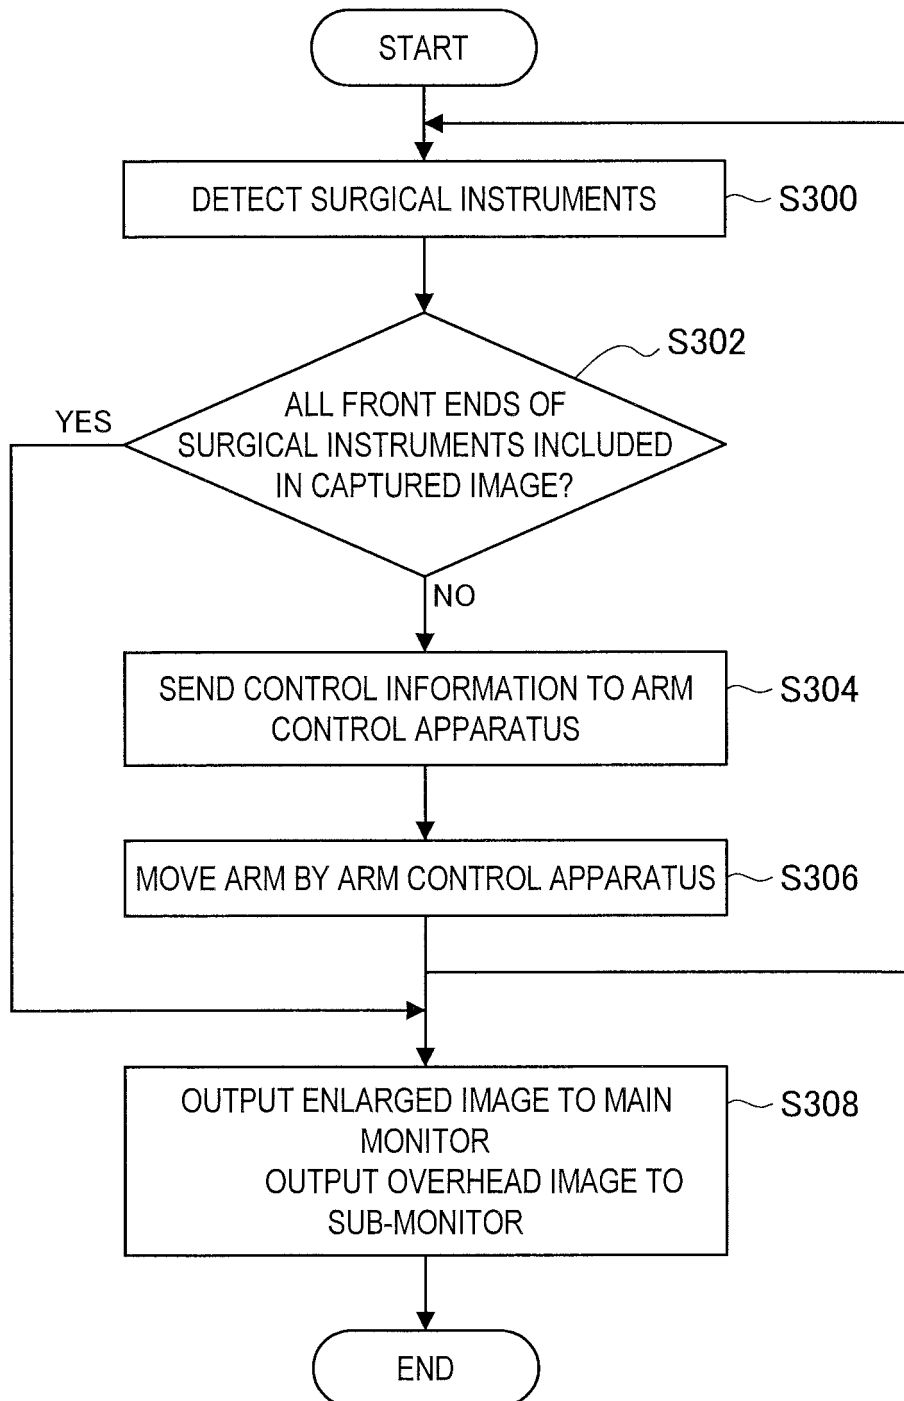 START
DETECT SURGICAL INSTRUMENTS
S300
S302
ALL FRONT ENDS OF
SURGICAL INSTRUMENTS INCLUDED
IN CAPTURED IMAGE?
YES
NO
SEND CONTROL INFORMATION TO ARM
CONTROL APPARATUS
S304
MOVE ARM BY ARM CONTROL APPARATUS
S306
OUTPUT ENLARGED IMAGE TO MAIN
MONITOR
OUTPUT OVERHEAD IMAGE TO
SUB-MONITOR
S308
END